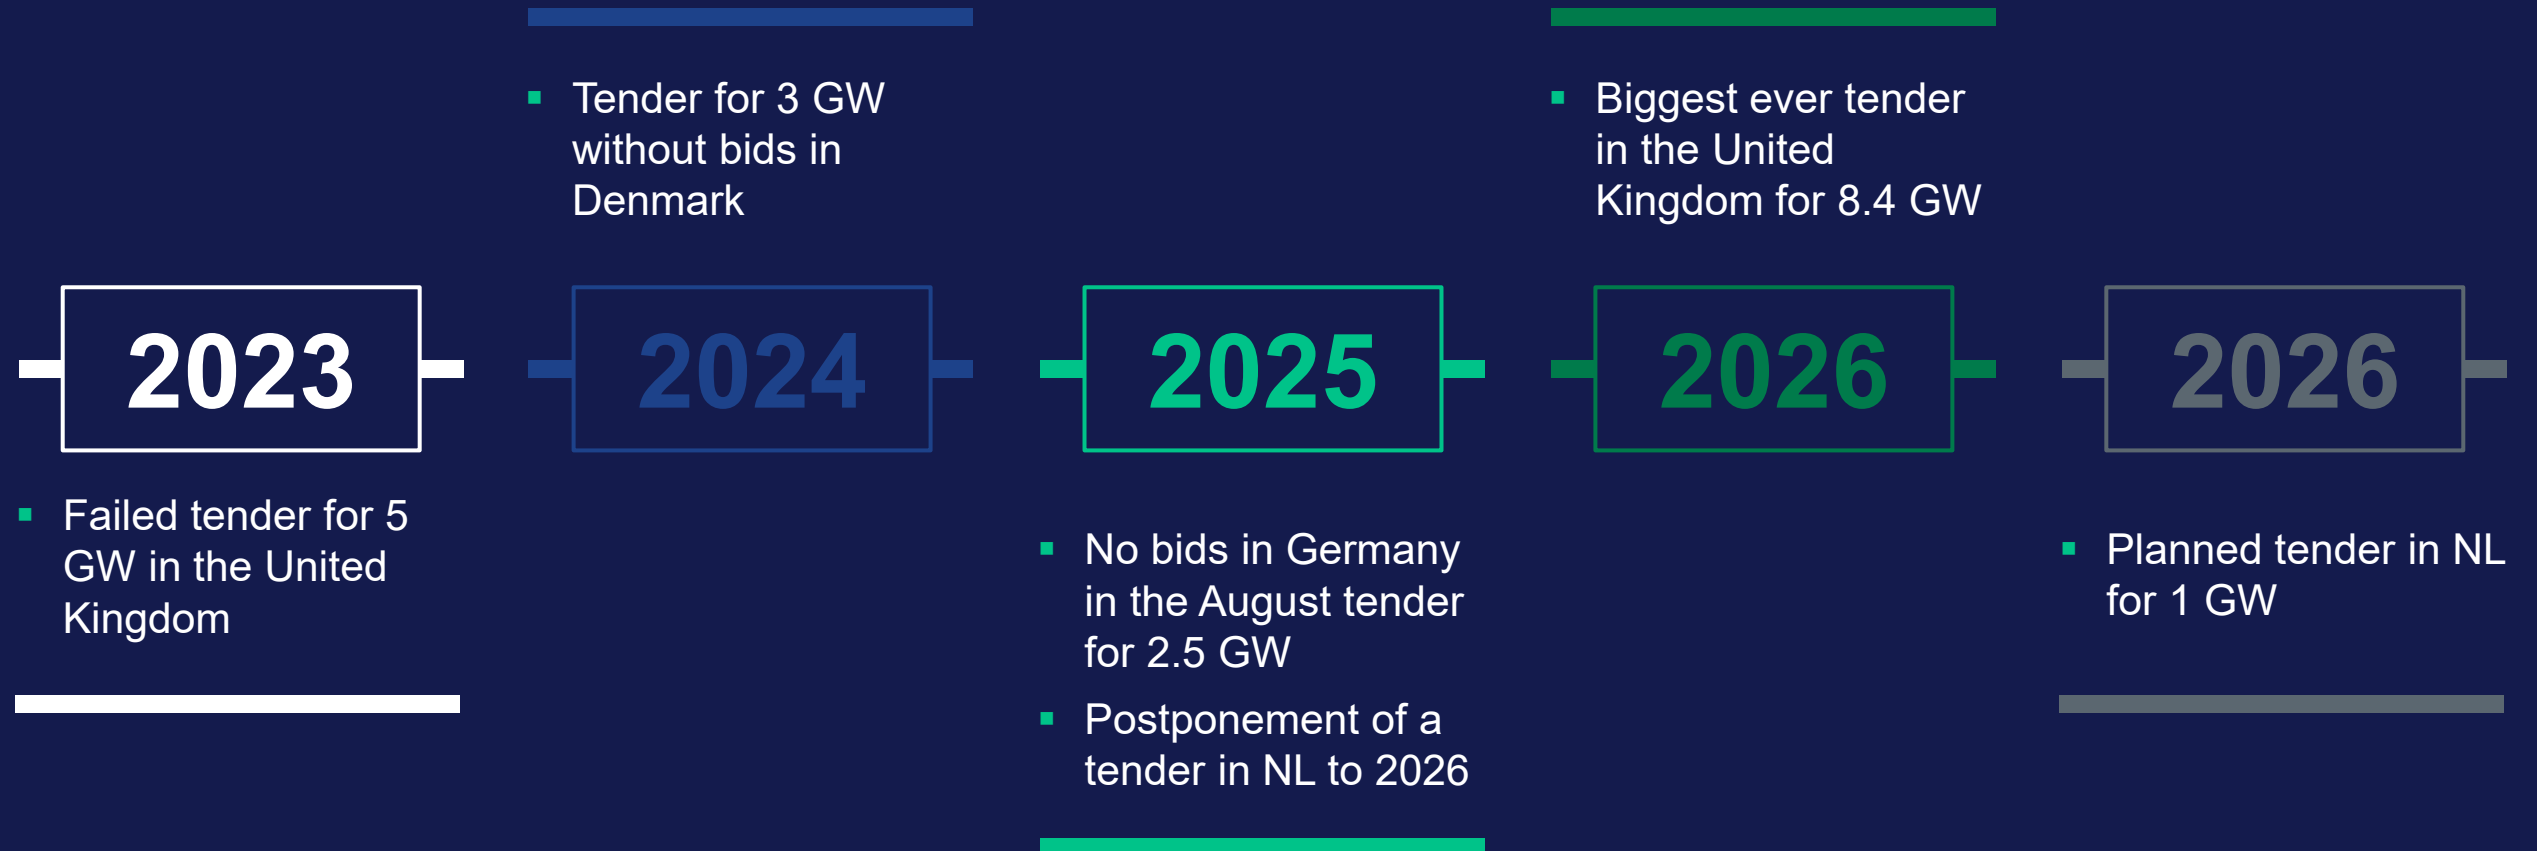 2023
▪ Failed tender for 5
GW in the United
Kingdom
▪ Tender for 3 GW
without bids in
Denmark
2024
2025
▪ No bids in Germany
in the August tender
for 2.5 GW
▪ Postponement of a
tender in NL to 2026
▪ Biggest ever tender
in the United
Kingdom for 8.4 GW
2026
2026
▪ Planned tender in NL
for 1 GW